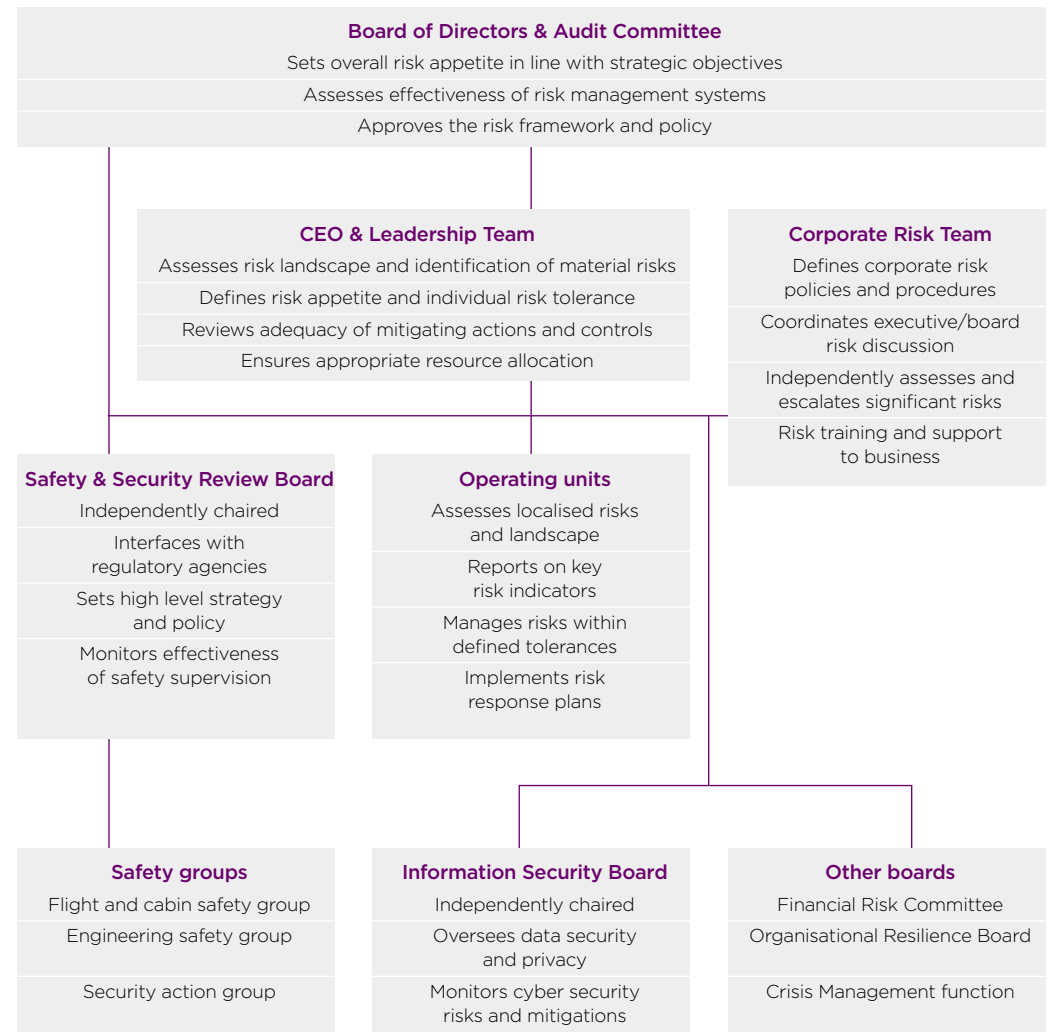 Board of Directors & Audit Committee
Sets overall risk appetite in line with strategic objectives
Assesses effectiveness of risk management systems
Approves the risk framework and policy
CEO & Leadership Team
Assesses risk landscape and identification of material risks
Defines risk appetite and individual risk tolerance
Reviews adequacy of mitigating actions and controls
Ensures appropriate resource allocation
Corporate Risk Team
Defines corporate risk
policies and procedures
Coordinates executive/board
risk discussion
Independently assesses and
escalates significant risks
Risk training and support
to business
Safety & Security Review Board
Independently chaired
Interfaces with
regulatory agencies
Sets high level strategy
and policy
Monitors effectiveness
of safety supervision
Operating units
Assesses localised risks
and landscape
Reports on key
risk indicators
Manages risks within
defined tolerances
Implements risk
response plans
Safety groups
Flight and cabin safety group
Engineering safety group
Security action group
Information Security Board
Independently chaired
Oversees data security
and privacy
Monitors cyber security
risks and mitigations
Other boards
Financial Risk Committee
Organisational Resilience Board
Crisis Management function